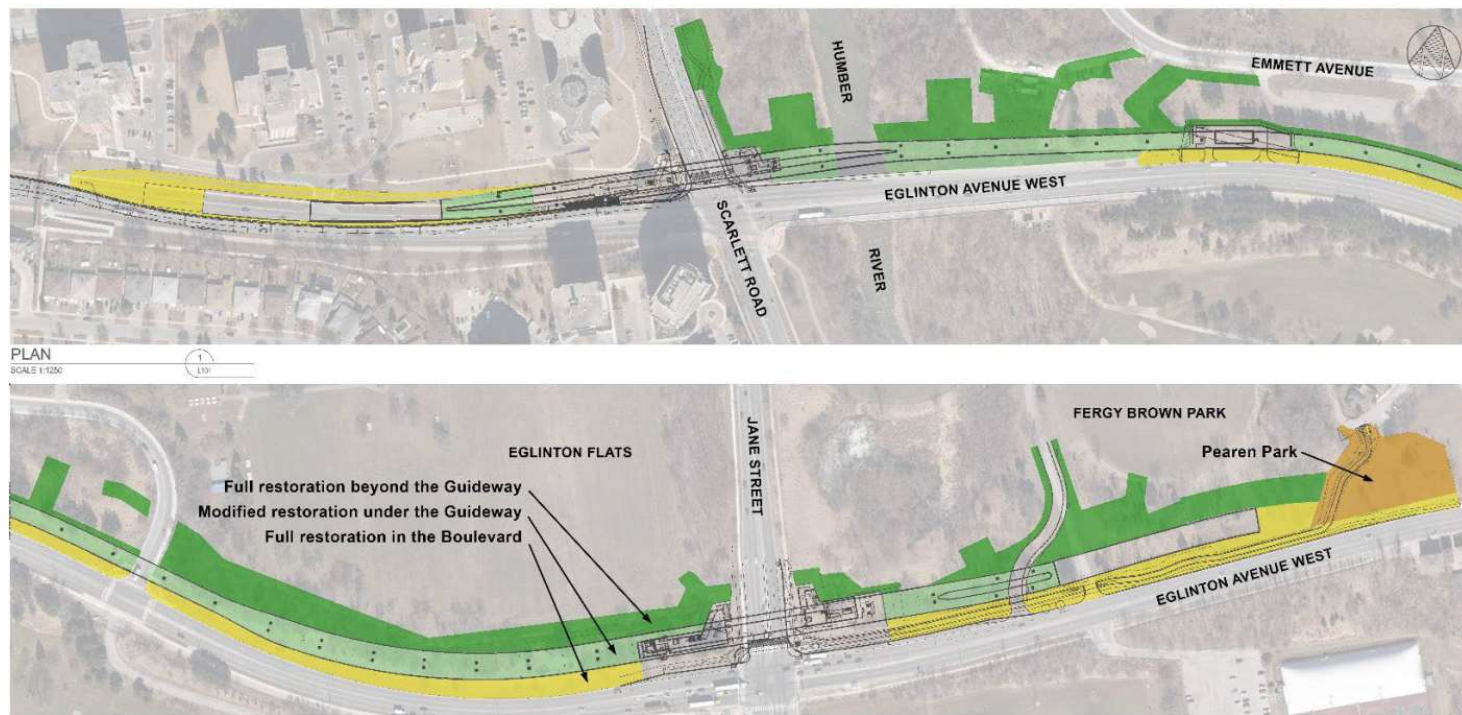 HUMBER
EMMETT AVENUE
EGLINTON AVENUE WEST
SCARLETT ROAD
RIVER
PLAN
SCALE 1:1250
1
L101
JANE STREET
EGLINTON FLATS
FERGY BROWN PARK
Pearen Park
Full restoration beyond the Guideway
Modified restoration under the Guideway
Full restoration in the Boulevard
EGLINTON AVENUE WEST